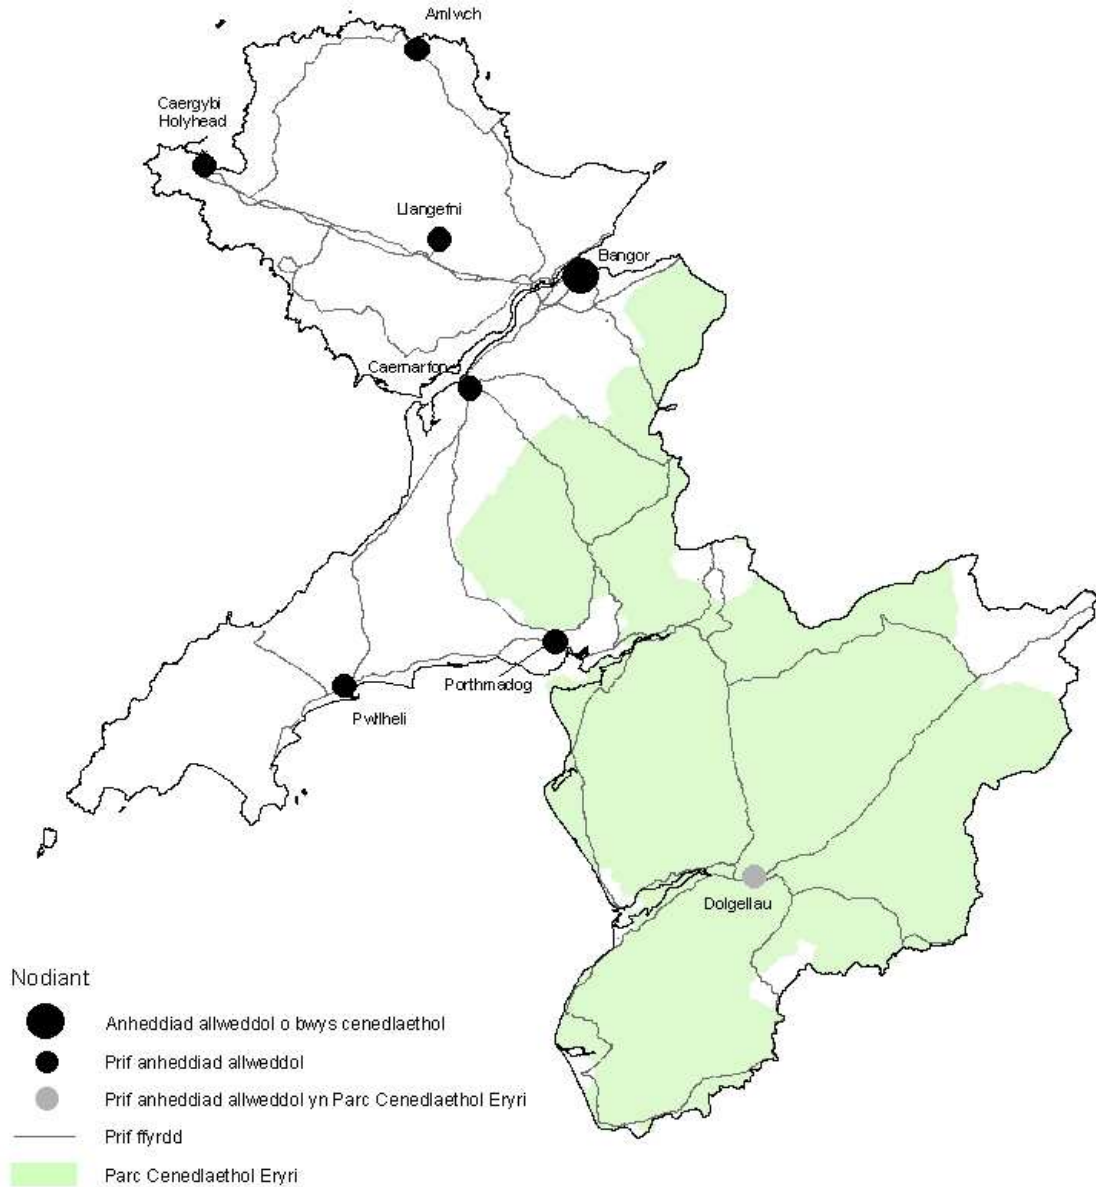 Amlwch
Caergybi
Holyhead
Llangefni
Bangor
Caernarfon
Porthmadog
Pwllheli
Dolgellau
Nodiant
Anheddiad allweddol o bwys cenedlaethol
Prif anheddiad allweddol
Prif anheddiad allweddol yn Parc Cenedlaethol Eryri
Prif ffyrdd
Parc Cenedlaethol Eryri